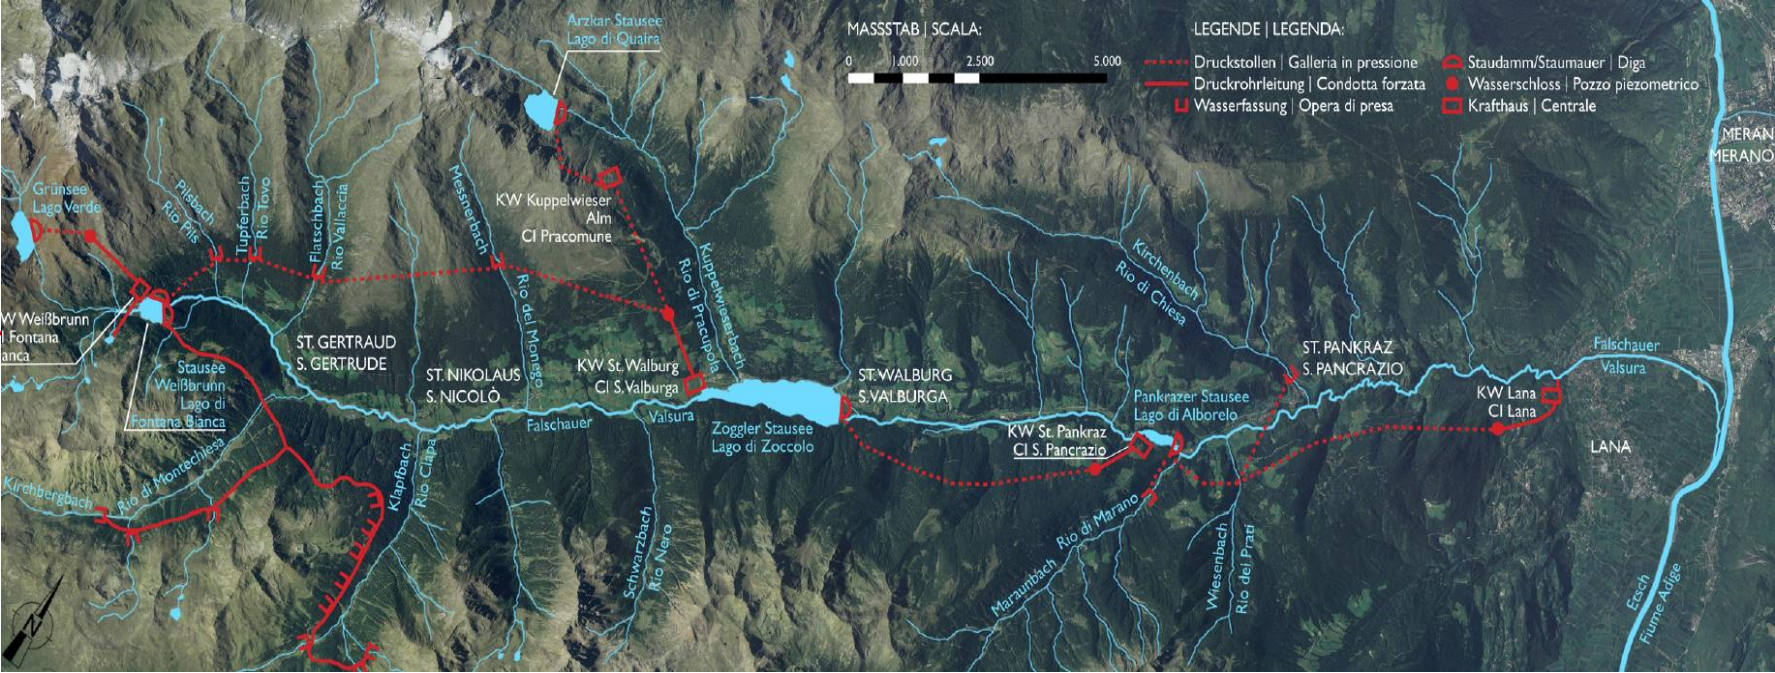 Arzkar Stausee
Lago di Quaira
MASSSTAB | SCALA:
0 1.000 2.500 5.000
LEGENDE | LEGENDA:
Druckstollen | Galleria in pressione
Druckrohrleitung | Condotta forzata
Wasserfassung | Opera di presa
Staudamm/Staumauer | Diga
Wasserschloss | Pozzo piezometrico
Krafthaus | Centrale
MERAN
MERANO
Grünsee
Lago Verde
Pilsbach
Rio Pils
Tupferbach
Rio Tovo
Flatschbach
Rio Vallaccia
Messnerbach
Rio del Monego
KW Kuppelwieser
Alm
CI Pracomune
Kuppelwieserbach
Rio di Pracupola
Kirchenbach
Rio di Chiesa
W Weißbrunn
I Fontana
anca
Stausee
Weißbrunn
Lago di
Fontana Bianca
ST. GERTRAUD
S. GERTRUDE
ST. NIKOLAUS
S. NICOLÒ
KW St. Walburg
CI S. Valburga
Falschauer
Valsura
Zoggler Stausee
Lago di Zoccolo
ST. WALBURG
S. VALBURGA
KW St. Pankraz
CI S. Pancrazio
Pankrazer Stausee
Lago di Alborelo
ST. PANKRAZ
S. PANCRAZIO
Falschauer
Valsura
KW Lana
CI Lana
LANA
Kirchbergbach
Rio di Montechiesa
Klapfbach
Rio Clapa
Schwarzbach
Rio Nero
Maraunbach
Rio di Marano
Wiesenbach
Rio dei Prati
Etsch
Fiume Adige
N